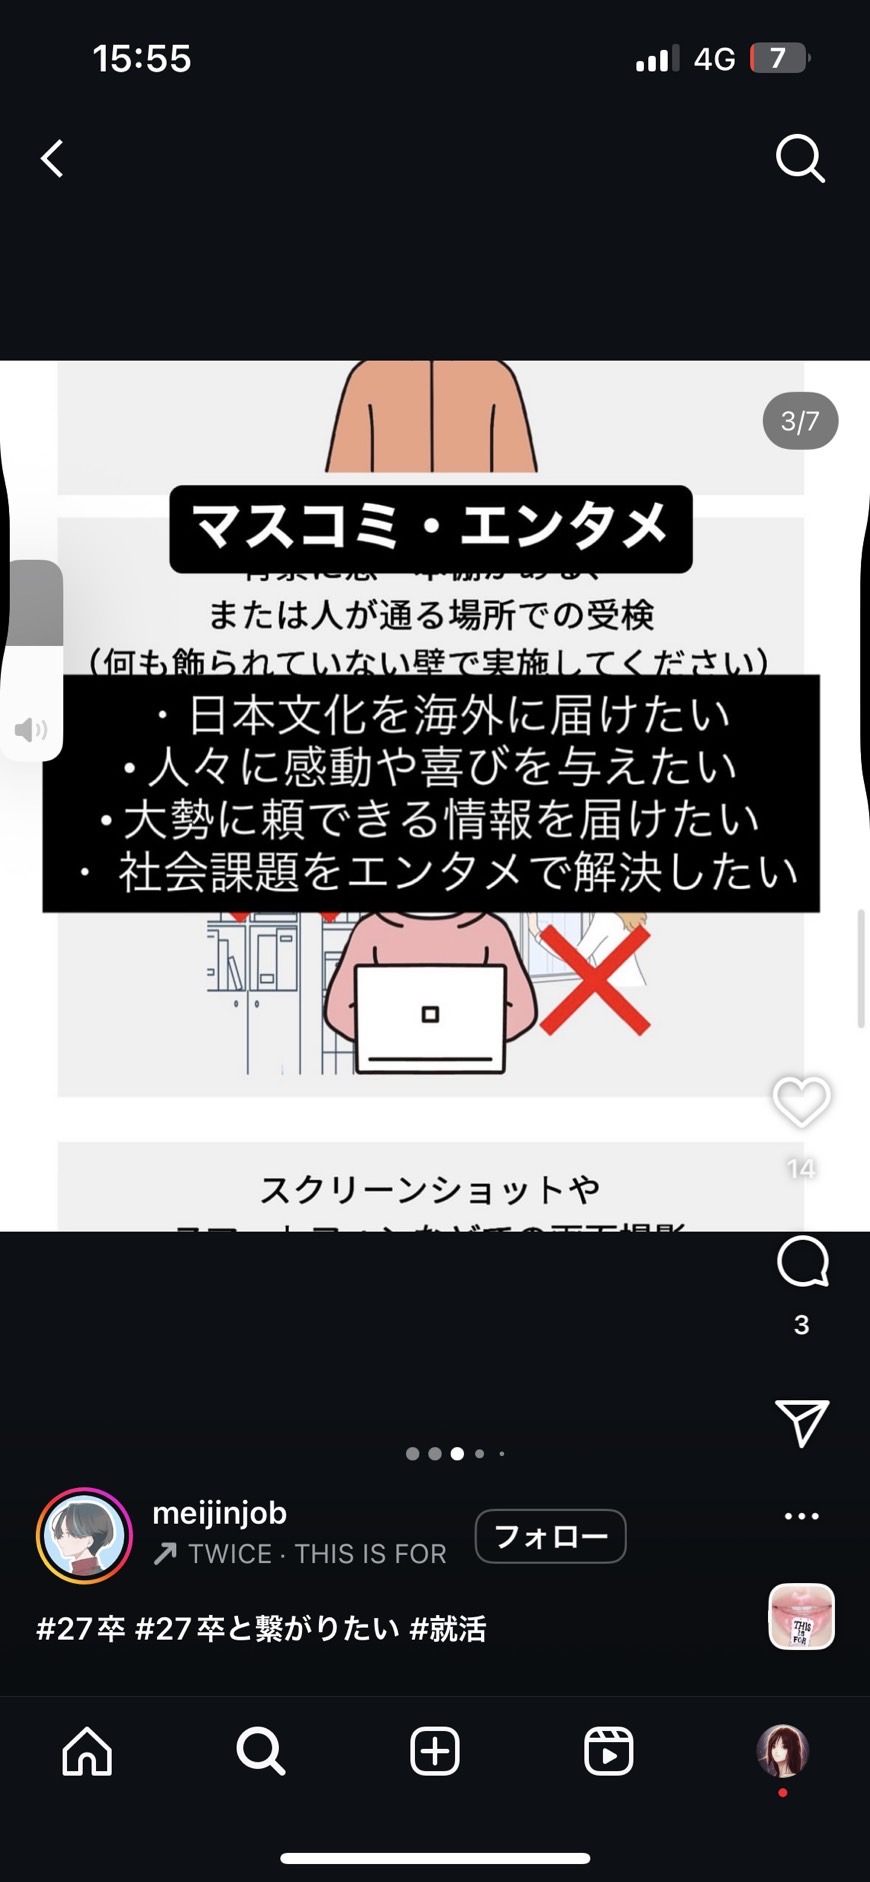 15:55
4G
7
3/7
マスコミ・エンタメ
または人が通る場所での受検
（何も飾られていない壁で実施してください）
・日本文化を海外に届けたい
•人々に感動や喜びを与えたい
•大勢に頼できる情報を届けたい
・ 社会課題をエンタメで解決したい
スクリーンショットや
14
3
meijinjob
フォロー
TWICE · THIS IS FOR
#27卒 #27卒と繋がりたい #就活
THIS
IS
FOR